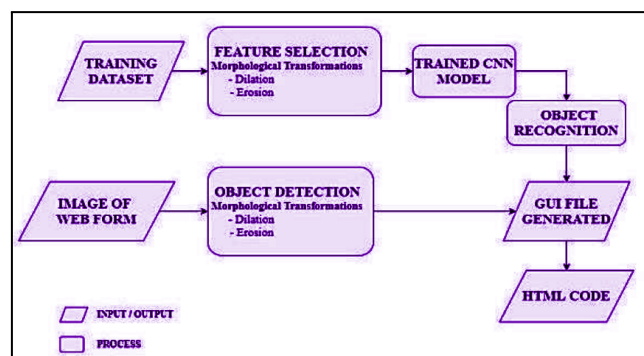 TRAINING
DATASET
FEATURE SELECTION
Morphological Transformations
- Dilation
- Erosion
TRAINED CNN
MODEL
OBJECT
RECOGNITION
IMAGE OF
WEB FORM
OBJECT DETECTION
Morphological Transformations
- Dilation
- Erosion
GUI FILE
GENERATED
HTML CODE
INPUT / OUTPUT
PROCESS